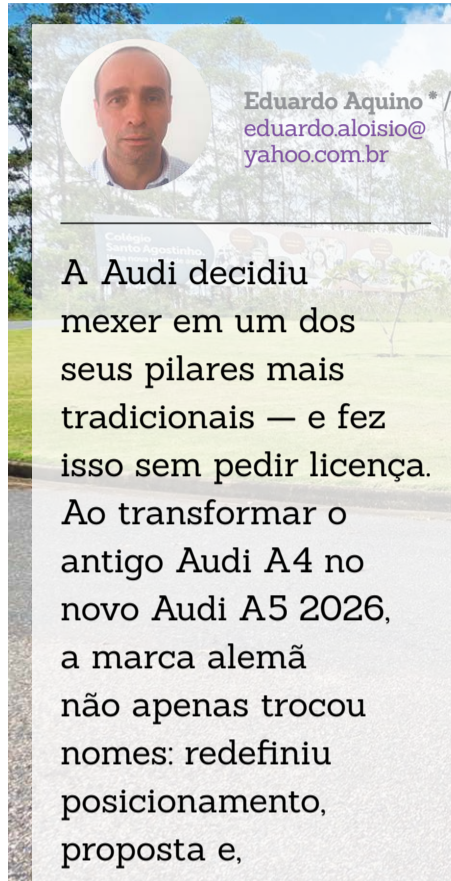 Eduardo Aquino * /
eduardo.aloisio@
yahoo.com.br
Colégio
Santo Agostinho
A Audi decidiu
mexer em um dos
seus pilares mais
tradicionais — e fez
isso sem pedir licença.
Ao transformar o
antigo Audi A4 no
novo Audi A5 2026,
a marca alemã
não apenas trocou
nomes: redefiniu
posicionamento,
proposta e,